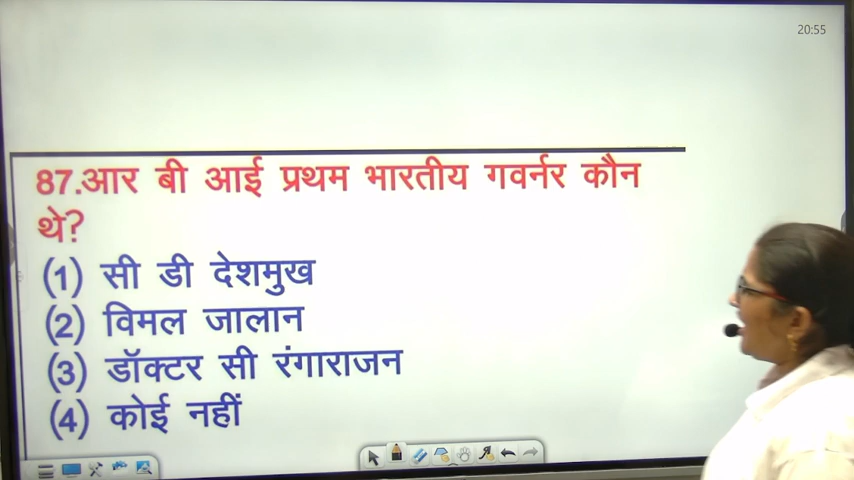 20:55
87.आर बी आई प्रथम भारतीय गवर्नर कौन
थे?
(1) सी डी देशमुख
(2) विमल जालान
(3) डॉक्टर सी रंगाराजन
(4) कोई नहीं